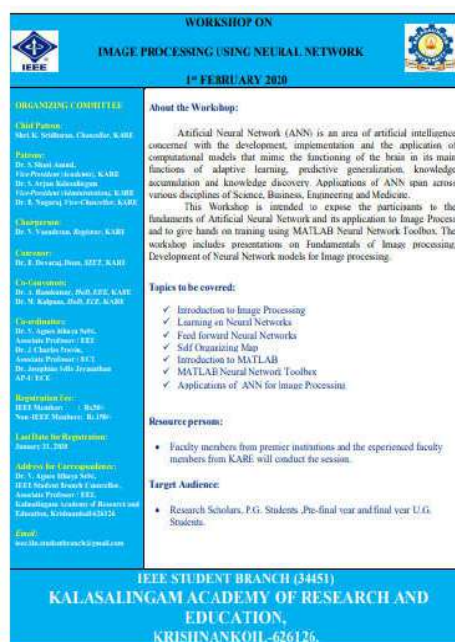 WORKSHOP ON
IMAGE PROCESSING USING NEURAL NETWORK
1st FEBRUARY 2020
IEEE
ORGANIZING COMMITTEE
Chief Patron:
Shri K. Sridharan, Chancellor, KARE
Patrons:
Dr. S. Shasi Anand,
Vice-President (Academic), KARE
Dr. S. Arjun Kalasalingam
Vice-President (Administration), KARE
Dr. R. Nagaraj, Vice-Chancellor, KARE
Chairperson:
Dr. V. Vasudevan, Registrar, KARE
Convenor:
Dr. D. Devaraj, Dean, SEET, KARE
Co-Convenors:
Dr. M. Kalpana, HoD, ECE, KARE
Co-ordinators:
Associate Professor / EEE
Associate Professor / ECE
AP-I/ ECE
Registration Fee:
IEEE Member : Rs50/-
Non-IEEE Members: Rs.150/-
Last Date for Registration:
January 31, 2020
Address for Correspondence:
IEEE Student Branch Counsellor,
Associate Professor / EEE,
Kalasalingam Academy of Research and
Education, Krishnankoil-626126
Email:
About the Workshop:
Artificial Neural Network (ANN) is an area of artificial intelligence
concerned with the development, implementation and the application of
computational models that mimic the functioning of the brain in its main
functions of adaptive learning, predictive generalization, knowledge
accumulation and knowledge discovery. Applications of ANN span across
various disciplines of Science, Business, Engineering and Medicine.
This Workshop is intended to expose the participants to the
fundaments of Artificial Neural Network and its application to Image Process
and to give hands on training using MATLAB Neural Network Toolbox. The
workshop includes presentations on Fundamentals of Image processing,
Development of Neural Network models for Image processing.
Topics to be covered:
✓ Introduction to Image Processing
✓ Learning on Neural Networks
✓ Feed forward Neural Networks
✓ Self Organizing Map
✓ Introduction to MATLAB
✓ MATLAB Neural Network Toolbox
✓ Applications of ANN for Image Processing
Resource persons:
• Faculty members from premier institutions and the experienced faculty
members from KARE will conduct the session.
Target Audience:
• Research Scholars, P.G. Students ,Pre-final year and final year U.G.
Students.
IEEE STUDENT BRANCH (34451)
KALASALINGAM ACADEMY OF RESEARCH AND
EDUCATION,
KRISHNANKOIL-626126.